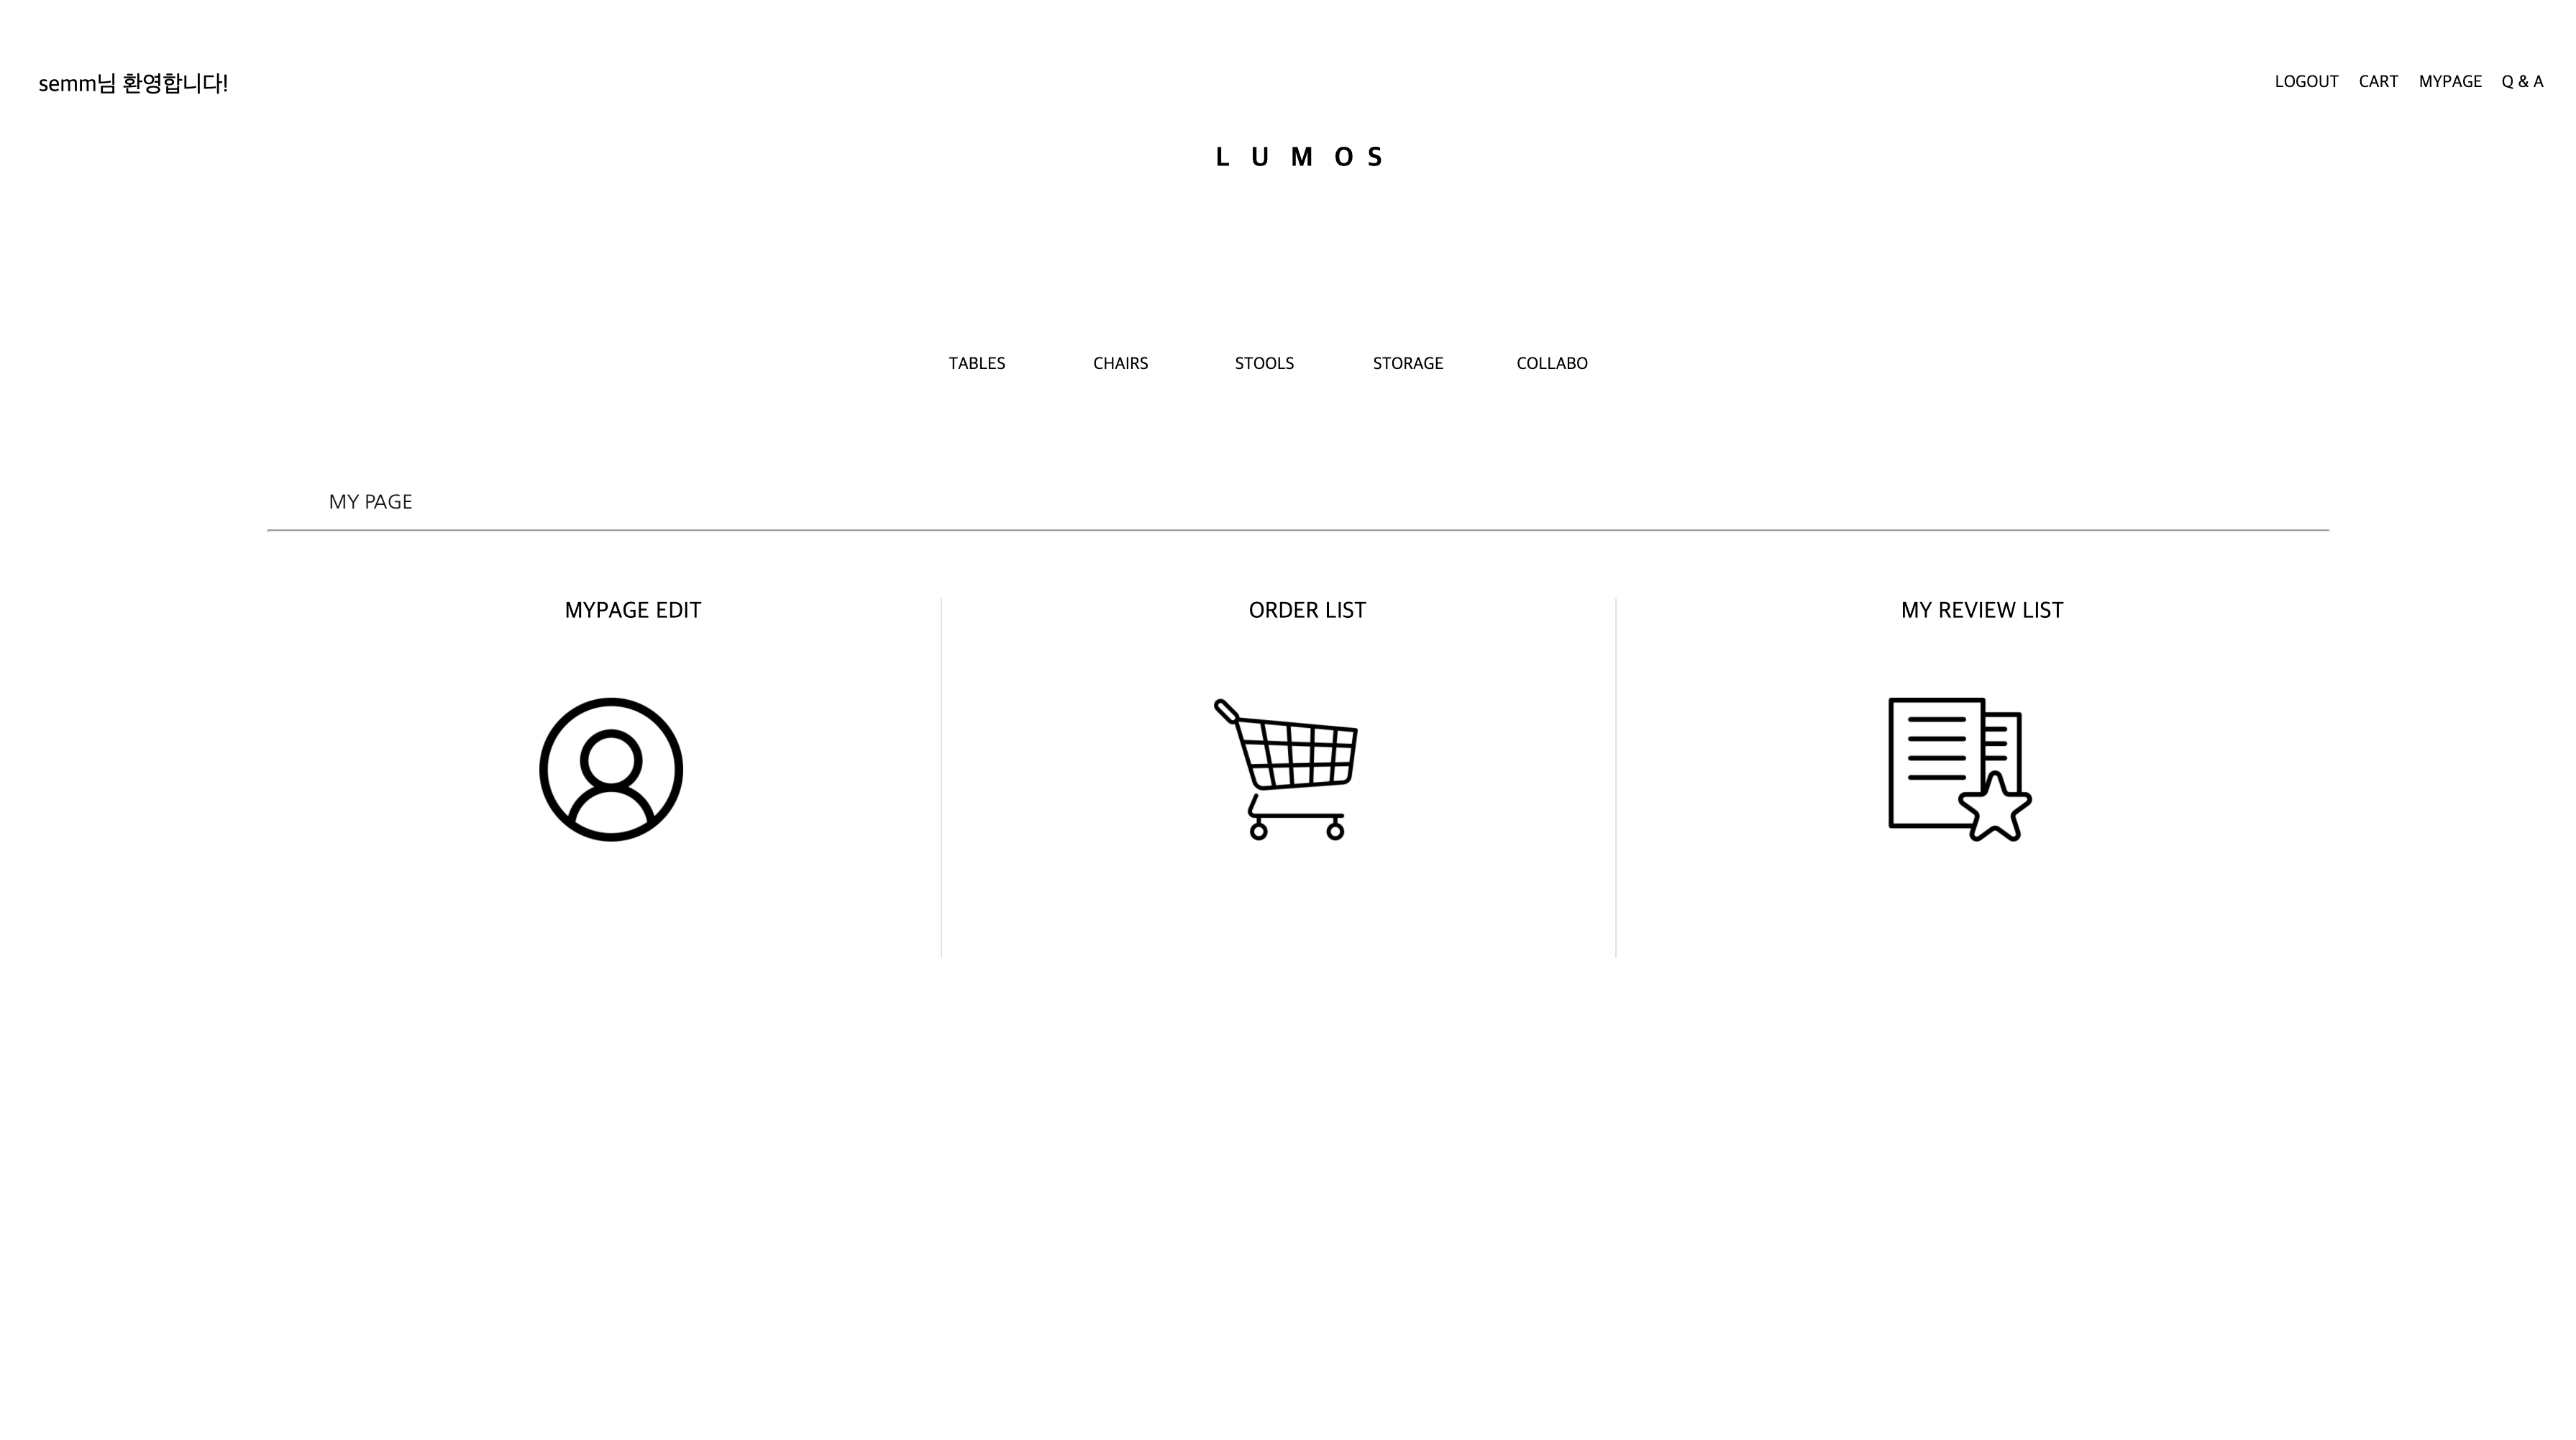 semm님 환영합니다!
LOGOUT CART MYPAGE Q & A
L U M O S
TABLES CHAIRS STOOLS STORAGE COLLABO
MY PAGE
MYPAGE EDIT
ORDER LIST
MY REVIEW LIST